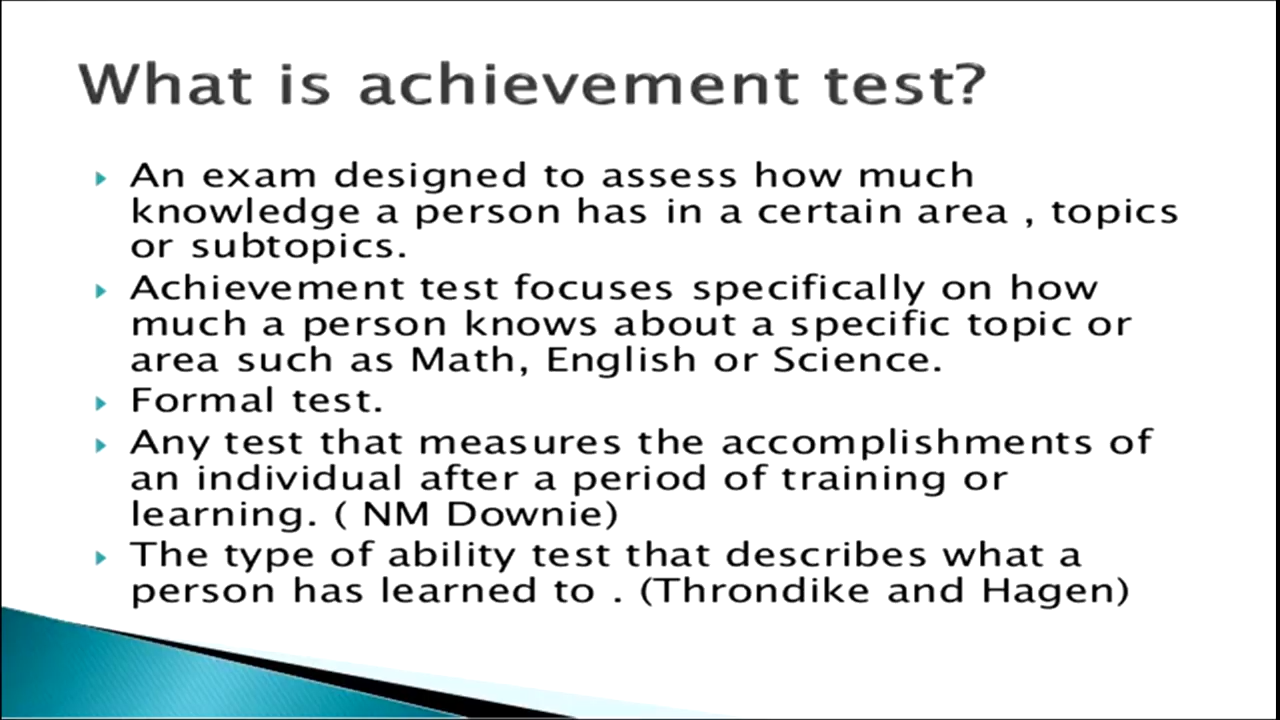 What is achievement test?
An exam designed to assess how much
knowledge a person has in a certain area , topics
or subtopics.
Achievement test focuses specifically on how
much a person knows about a specific topic or
area such as Math, English or Science.
Formal test.
Any test that measures the accomplishments of
an individual after a period of training or
learning. ( NM Downie)
The type of ability test that describes what a
person has learned to . (Throndike and Hagen)